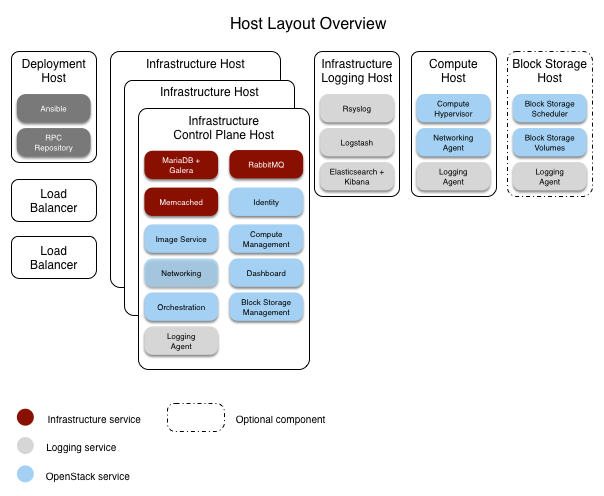 Host Layout Overview
Deployment
Host
Ansible
RPC
Repository
Load
Balancer
Load
Balancer
Infrastructure Host
Infrastructure Host
Infrastructure
Control Plane Host
MariaDB +
Galera
RabbitMQ
Memcached
Identity
Image Service
Compute
Management
Networking
Dashboard
Orchestration
Block Storage
Management
Logging
Agent
Infrastructure
Logging Host
Rsyslog
Logstash
Elasticsearch +
Kibana
Compute
Host
Compute
Hypervisor
Networking
Agent
Logging
Agent
Block Storage
Host
Block Storage
Scheduler
Block Storage
Volumes
Logging
Agent
Infrastructure service
Optional component
Logging service
OpenStack service